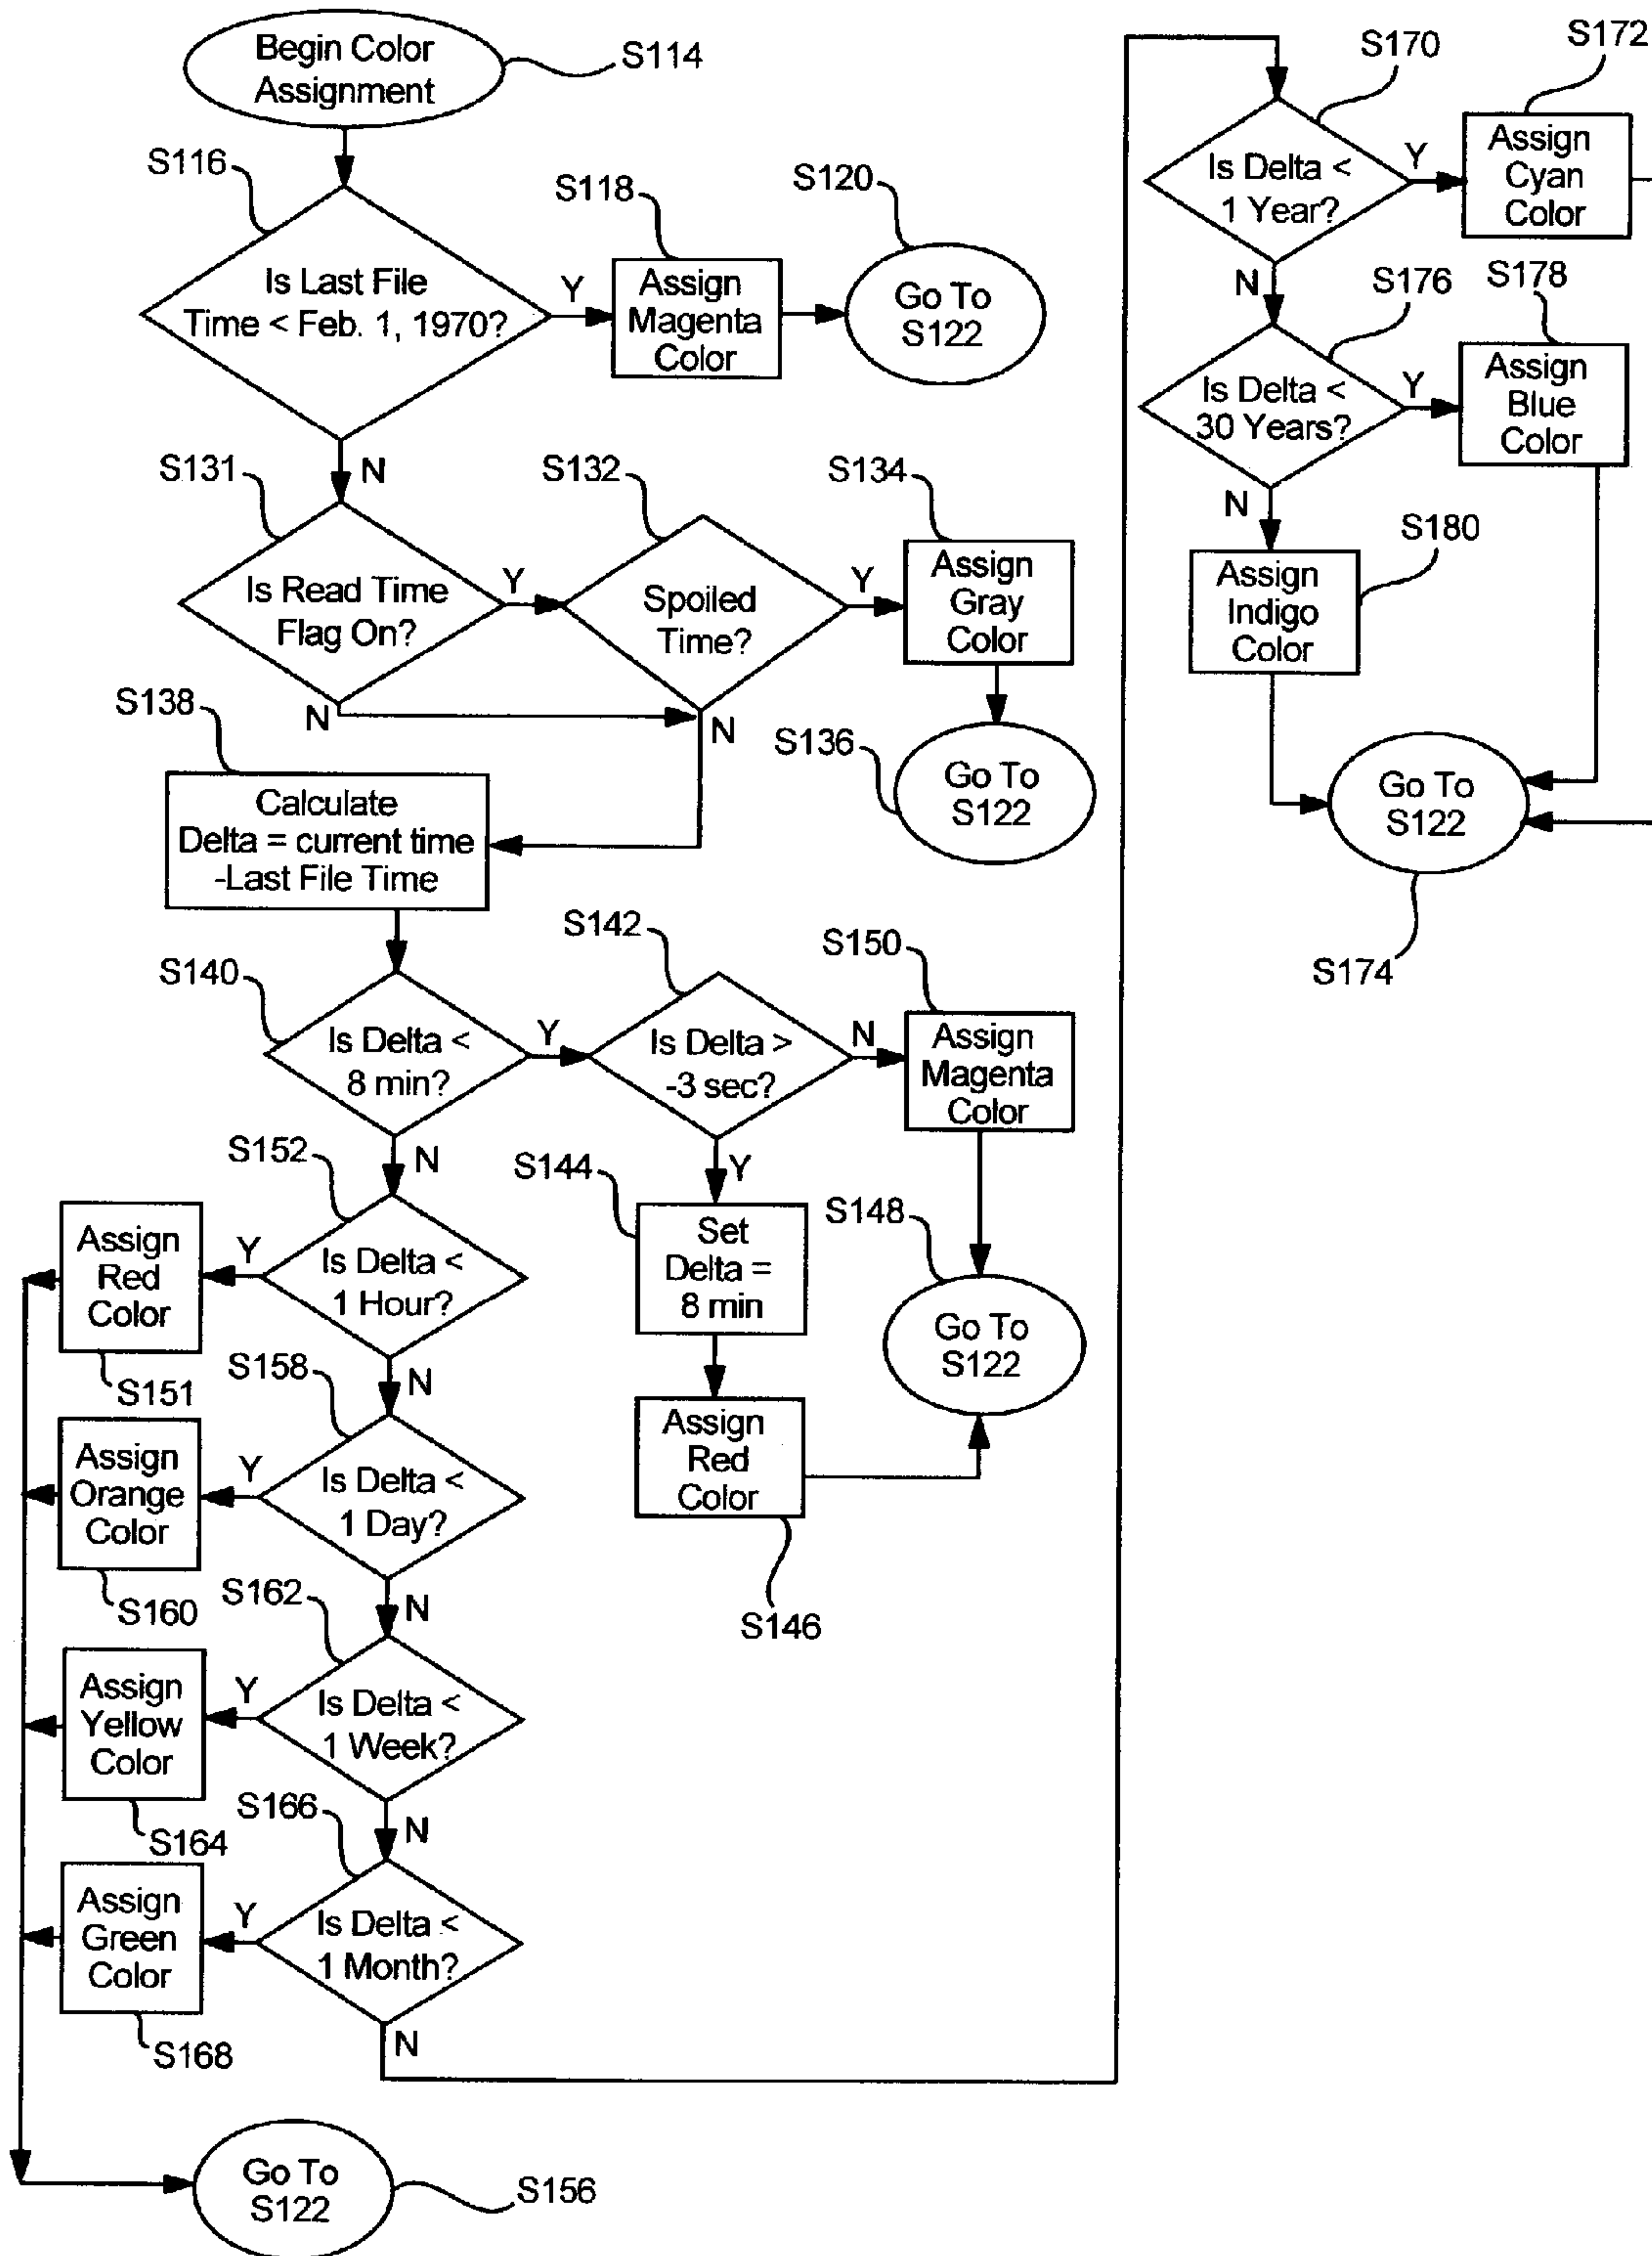 Begin Color
Assignment
S114
S116
Is Last File
Time < Feb. 1, 1970?
Y
N
S118
Assign
Magenta
Color
S120
Go To
S122
S131
Is Read Time
Flag On?
Y
N
S132
Spoiled
Time?
Y
N
S134
Assign
Gray
Color
S136
Go To
S122
S138
Calculate
Delta = current time
-Last File Time
S140
Is Delta <
8 min?
Y
N
S142
Is Delta >
-3 sec?
N
Y
S150
Assign
Magenta
Color
S144
Set
Delta =
8 min
S148
Go To
S122
Assign
Red
Color
S146
S152
Is Delta <
1 Hour?
Y
N
Assign
Red
Color
S151
S158
Is Delta <
1 Day?
Y
N
Assign
Orange
Color
S160
S162
Is Delta <
1 Week?
Y
N
Assign
Yellow
Color
S164
S166
Is Delta <
1 Month?
Y
N
Assign
Green
Color
S168
Go To
S122
S156
S170
Is Delta <
1 Year?
Y
N
S172
Assign
Cyan
Color
S176
Is Delta <
30 Years?
Y
N
S178
Assign
Blue
Color
S180
Assign
Indigo
Color
Go To
S122
S174